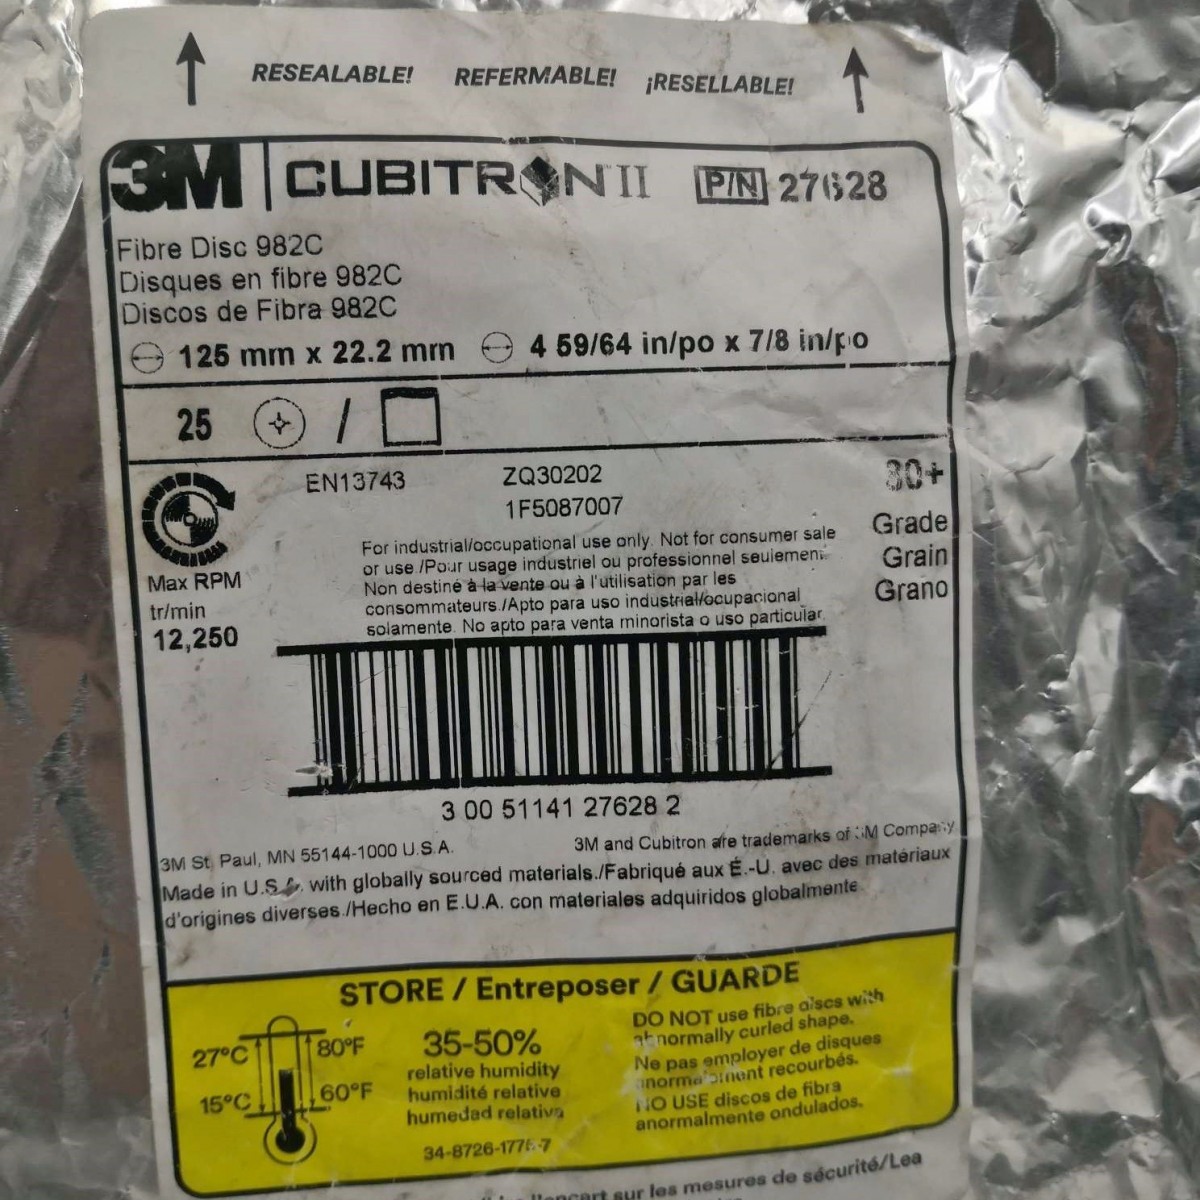 RESEALABLE! REFERMABLE! ¡RESELLABLE!
3M CUBITRON II P/N 27628
Fibre Disc 982C
Disques en fibre 982C
Discos de Fibra 982C
125 mm x 22.2 mm 4 59/64 in/po x 7/8 in/po
25 /
EN13743 ZQ30202
1F5087007
Grade
Grain
Grano
For industrial/occupational use only. Not for consumer sale
or use./Pour usage industriel ou professionnel seulement.
Non destiné à la vente ou à l'utilisation par les
consommateurs./Apto para uso industrial/ocupacional
solamente. No apto para venta minorista o uso particular.
Max RPM
tr/min
12,250
3 00 51141 27628 2
3M St. Paul, MN 55144-1000 U.S.A. 3M and Cubitron are trademarks of 3M Company.
Made in U.S.A. with globally sourced materials./Fabriqué aux É.-U. avec des matériaux
d'origines diverses./Hecho en E.U.A. con materiales adquiridos globalmente.
STORE / Entreposer / GUARDE
27°C 80°F
15°C 60°F
35-50%
relative humidity
humidité relative
humedad relativa
34-8726-1775-7
DO NOT use fibre discs with
abnormally curled shape.
Ne pas employer de disques
anormalement recourbés.
NO USE discos de fibra
anormalmente ondulados.
sur les mesures de sécurité/Lea